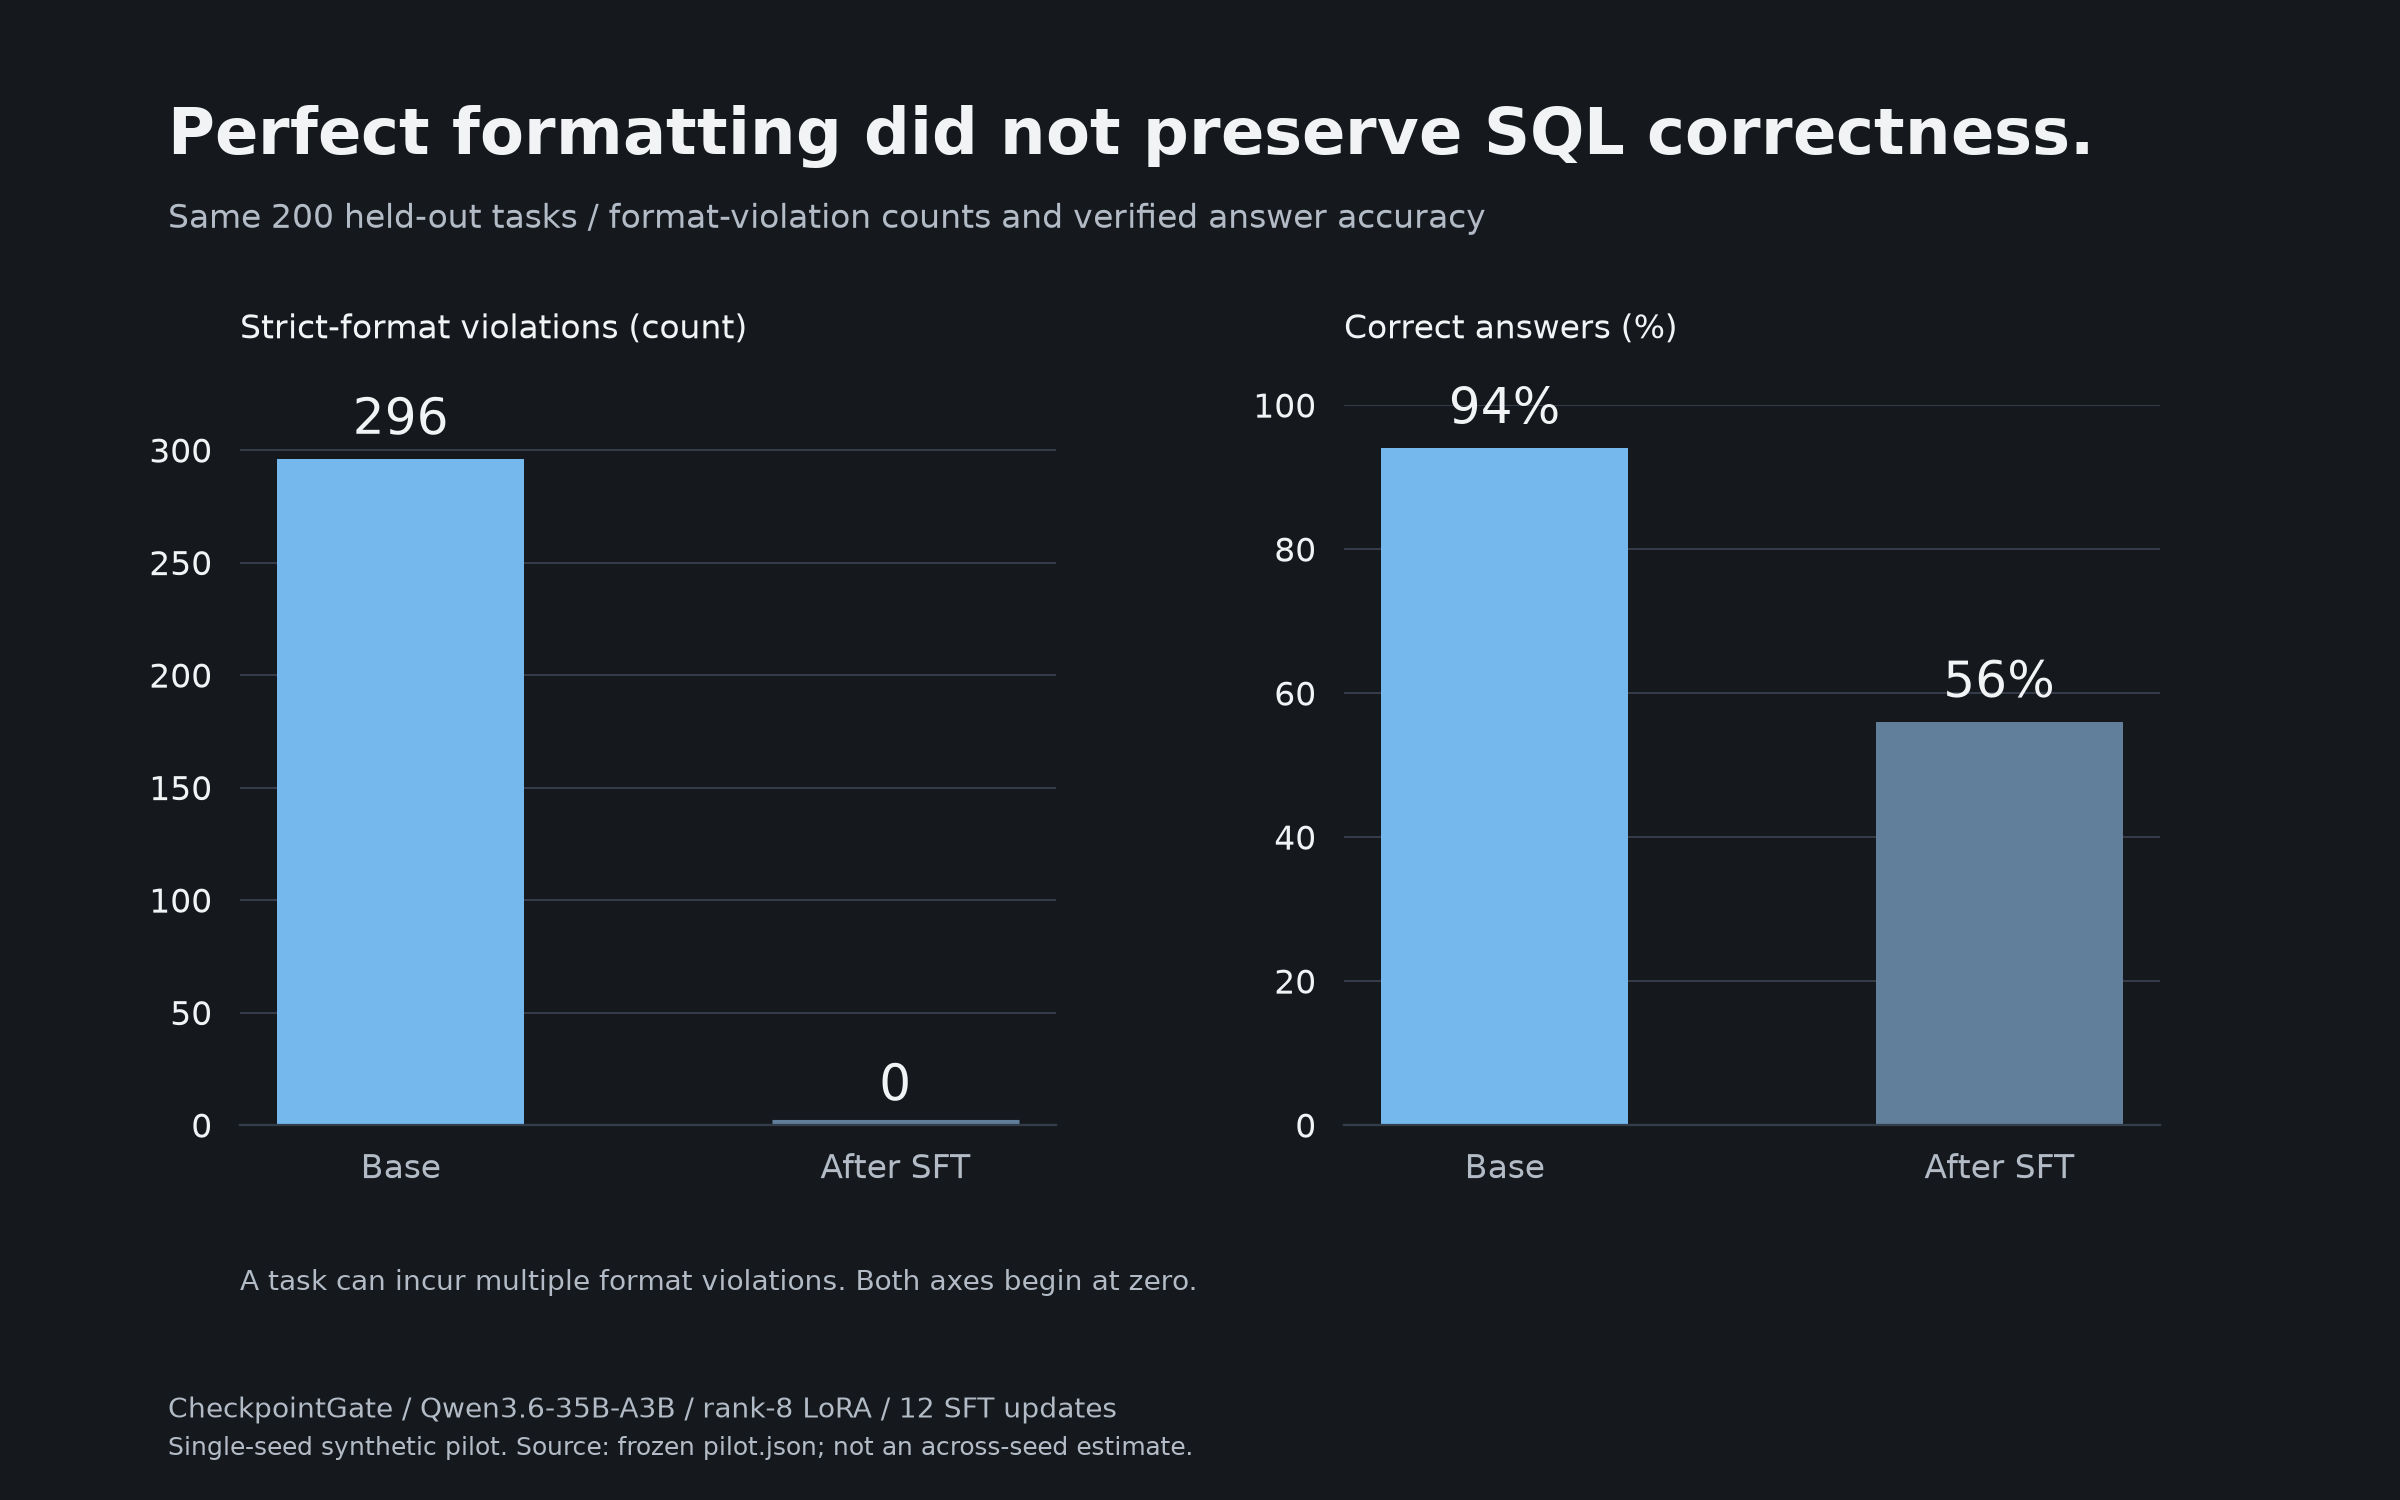 Perfect formatting did not preserve SQL correctness.
Same 200 held-out tasks / format-violation counts and verified answer accuracy
Strict-format violations (count)
296
300
250
200
150
100
50
0
0
Base
After SFT
Correct answers (%)
94%
100
80
56%
60
40
20
0
Base
After SFT
A task can incur multiple format violations. Both axes begin at zero.
CheckpointGate / Qwen3.6-35B-A3B / rank-8 LoRA / 12 SFT updates
Single-seed synthetic pilot. Source: frozen pilot.json; not an across-seed estimate.